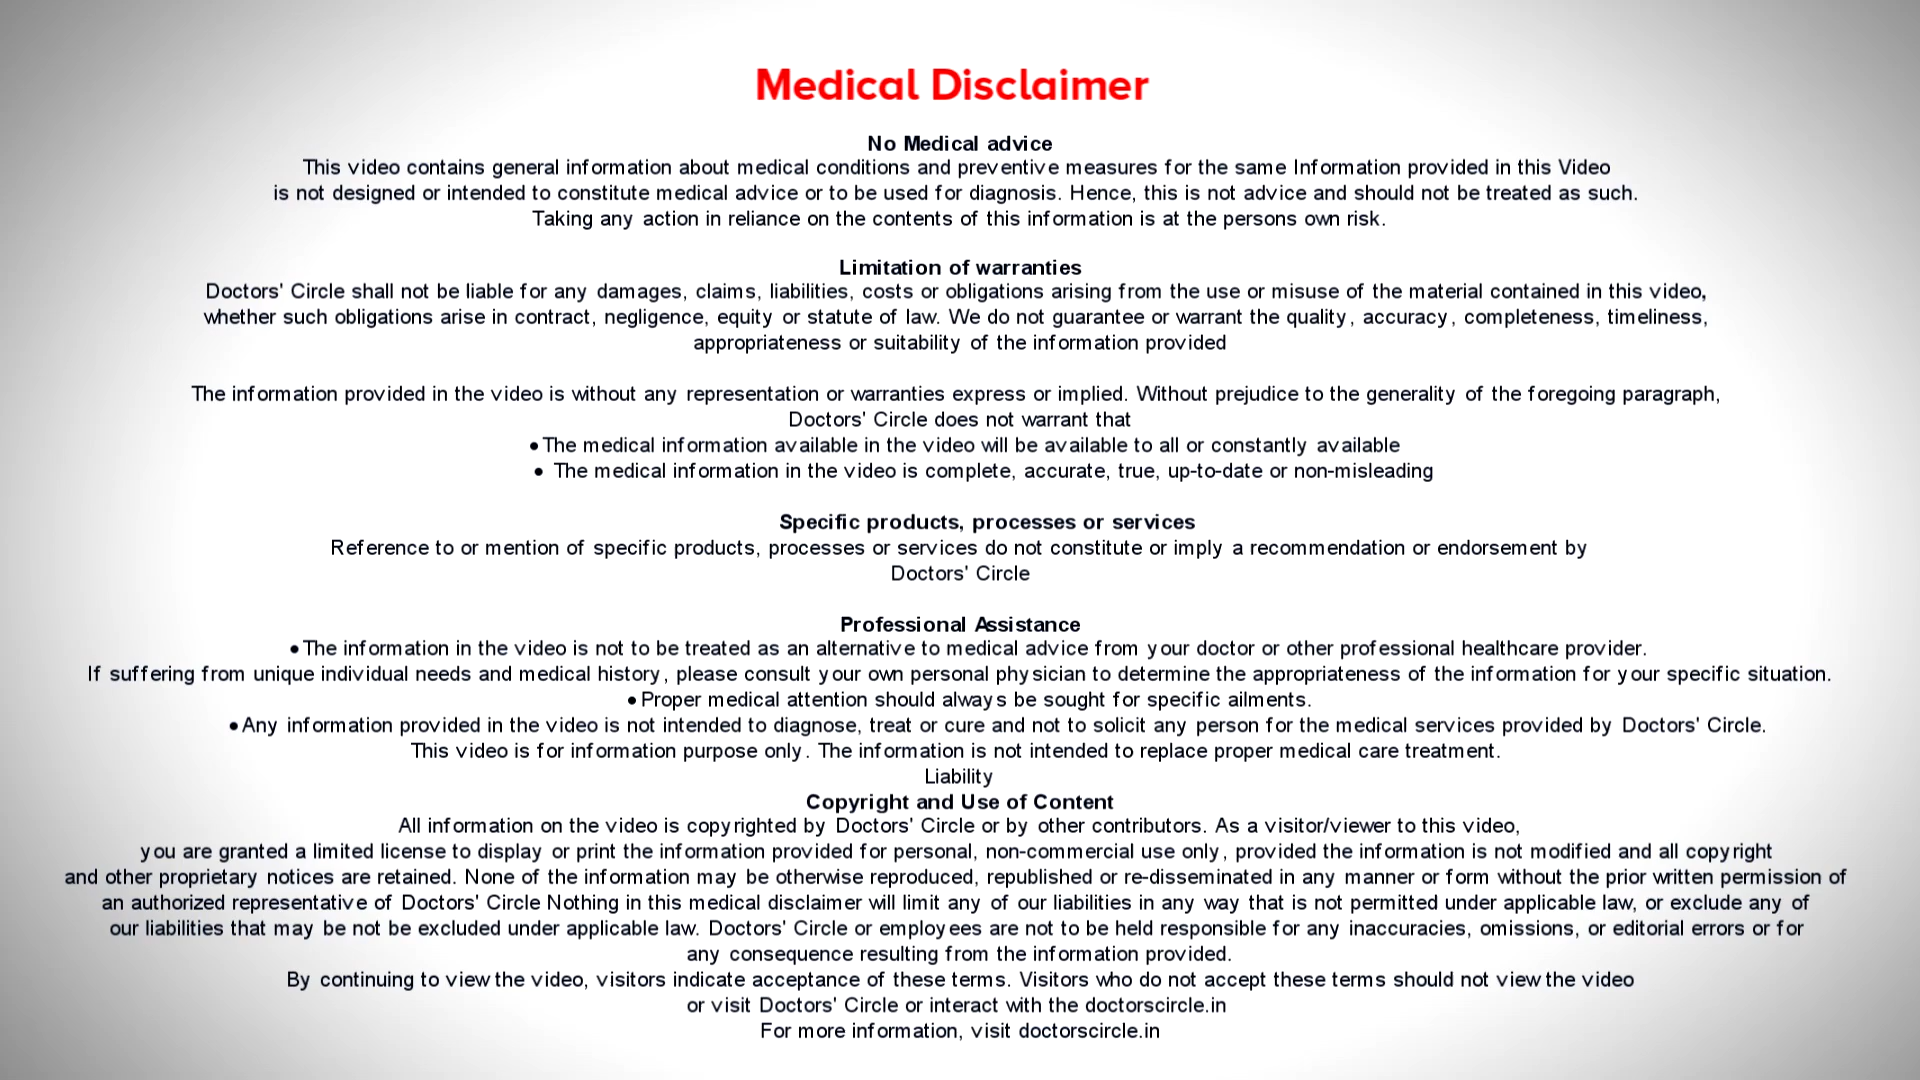 Medical Disclaimer
No Medical advice
This video contains general information about medical conditions and preventive measures for the same Information provided in this Video
is not designed or intended to constitute medical advice or to be used for diagnosis. Hence, this is not advice and should not be treated as such.
Taking any action in reliance on the contents of this information is at the persons own risk.
Limitation of warranties
Doctors' Circle shall not be liable for any damages, claims, liabilities, costs or obligations arising from the use or misuse of the material contained in this video,
whether such obligations arise in contract, negligence, equity or statute of law. We do not guarantee or warrant the quality, accuracy, completeness, timeliness,
appropriateness or suitability of the information provided
The information provided in the video is without any representation or warranties express or implied. Without prejudice to the generality of the foregoing paragraph,
Doctors' Circle does not warrant that
• The medical information available in the video will be available to all or constantly available
• The medical information in the video is complete, accurate, true, up-to-date or non-misleading
Specific products, processes or services
Reference to or mention of specific products, processes or services do not constitute or imply a recommendation or endorsement by
Doctors' Circle
Professional Assistance
• The information in the video is not to be treated as an alternative to medical advice from your doctor or other professional healthcare provider.
If suffering from unique individual needs and medical history, please consult your own personal physician to determine the appropriateness of the information for your specific situation.
• Proper medical attention should always be sought for specific ailments.
• Any information provided in the video is not intended to diagnose, treat or cure and not to solicit any person for the medical services provided by Doctors' Circle.
This video is for information purpose only. The information is not intended to replace proper medical care treatment.
Liability
Copyright and Use of Content
All information on the video is copyrighted by Doctors' Circle or by other contributors. As a visitor/viewer to this video,
you are granted a limited license to display or print the information provided for personal, non-commercial use only, provided the information is not modified and all copyright
and other proprietary notices are retained. None of the information may be otherwise reproduced, republished or re-disseminated in any manner or form without the prior written permission of
an authorized representative of Doctors' Circle Nothing in this medical disclaimer will limit any of our liabilities in any way that is not permitted under applicable law, or exclude any of
our liabilities that may be not be excluded under applicable law. Doctors' Circle or employees are not to be held responsible for any inaccuracies, omissions, or editorial errors or for
any consequence resulting from the information provided.
By continuing to view the video, visitors indicate acceptance of these terms. Visitors who do not accept these terms should not view the video
or visit Doctors' Circle or interact with the doctorscircle.in
For more information, visit doctorscircle.in